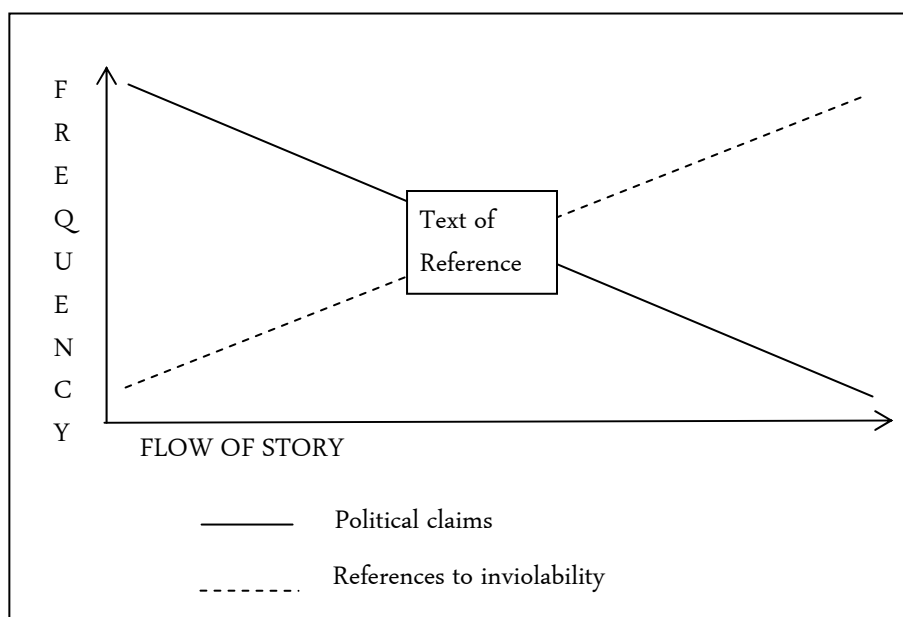 F
R
E
Q
U
E
N
C
Y
Text of
Reference
FLOW OF STORY
Political claims
References to inviolability